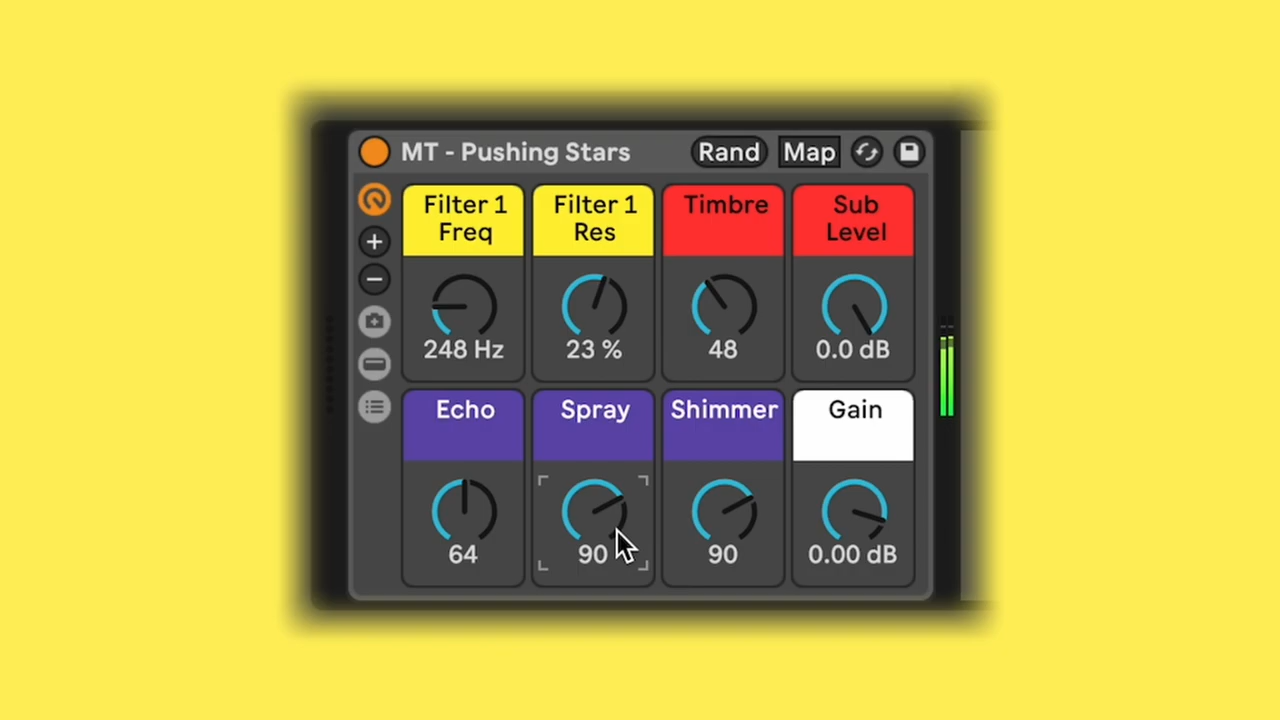 MT - Pushing Stars Rand Map
Filter 1 Filter 1 Timbre Sub
Freq Res Level
248 Hz 23 % 48 0.0 dB
Echo Spray Shimmer Gain
64 90 90 0.00 dB